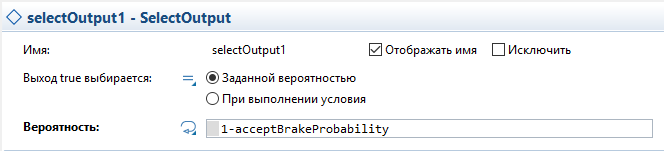 selectOutput1 - SelectOutput
Имя: selectOutput1 Отображать имя Исключить
Выход true выбирается: Заданной вероятностью
При выполнении условия
Вероятность: 1-acceptBrakeProbability